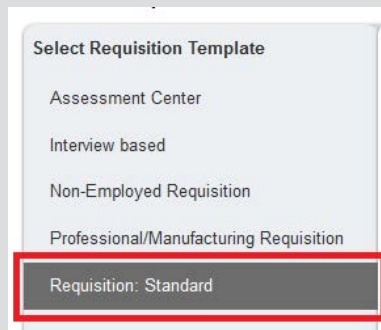 Select Requisition Template
Assessment Center
Interview based
Non-Employed Requisition
Professional/Manufacturing Requisition
Requisition: Standard